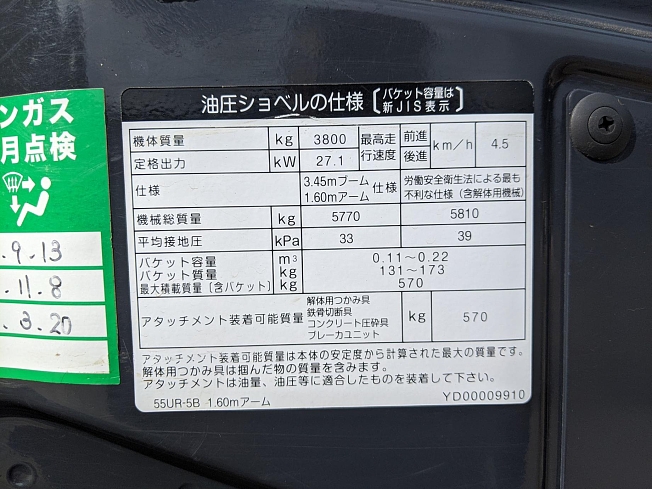 油圧ショベルの仕様〔バケット容量は新JIS表示〕
機体質量 kg 3800 最高走行速度 前進 後進 km/h 4.5
定格出力 kW 27.1
仕様 3.45mブーム 1.60mアーム 仕様 労働安全衛生法による最も不利な仕様(含解体用機械)
機械総質量 kg 5770 5810
平均接地圧 kPa 33 39
バケット容量 m³ 0.11〜0.22
バケット質量 kg 131〜173
最大積載質量(含バケット) kg 570
アタッチメント装着可能質量 解体用つかみ具 鉄骨切断具 コンクリート圧砕具 ブレーカユニット kg 570
アタッチメント装着可能質量は本体の安定度から計算された最大の質量です。
解体用つかみ具は掴んだ物の質量を含みます。
アタッチメントは油量、油圧等に適合したものを装着して下さい。
55UR-5B 1.60mアーム YD00009910
ンガス
月点検
.9.13
.11.8
.3.20